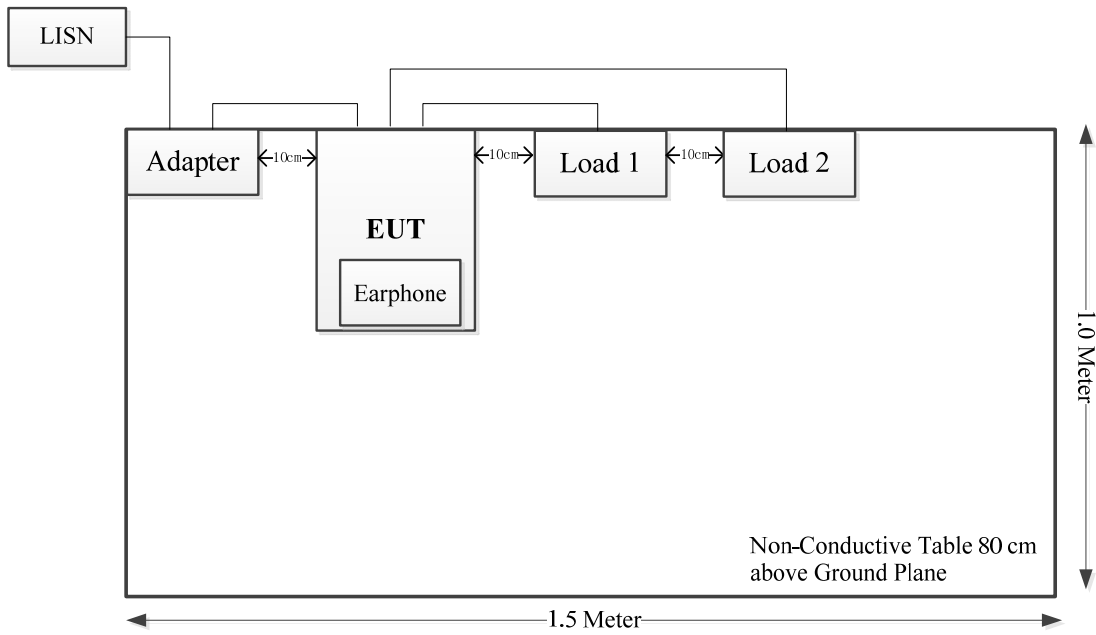 LISN
Adapter
10cm
EUT
Earphone
10cm
Load 1
10cm
Load 2
1.0 Meter
Non-Conductive Table 80 cm
above Ground Plane
1.5 Meter